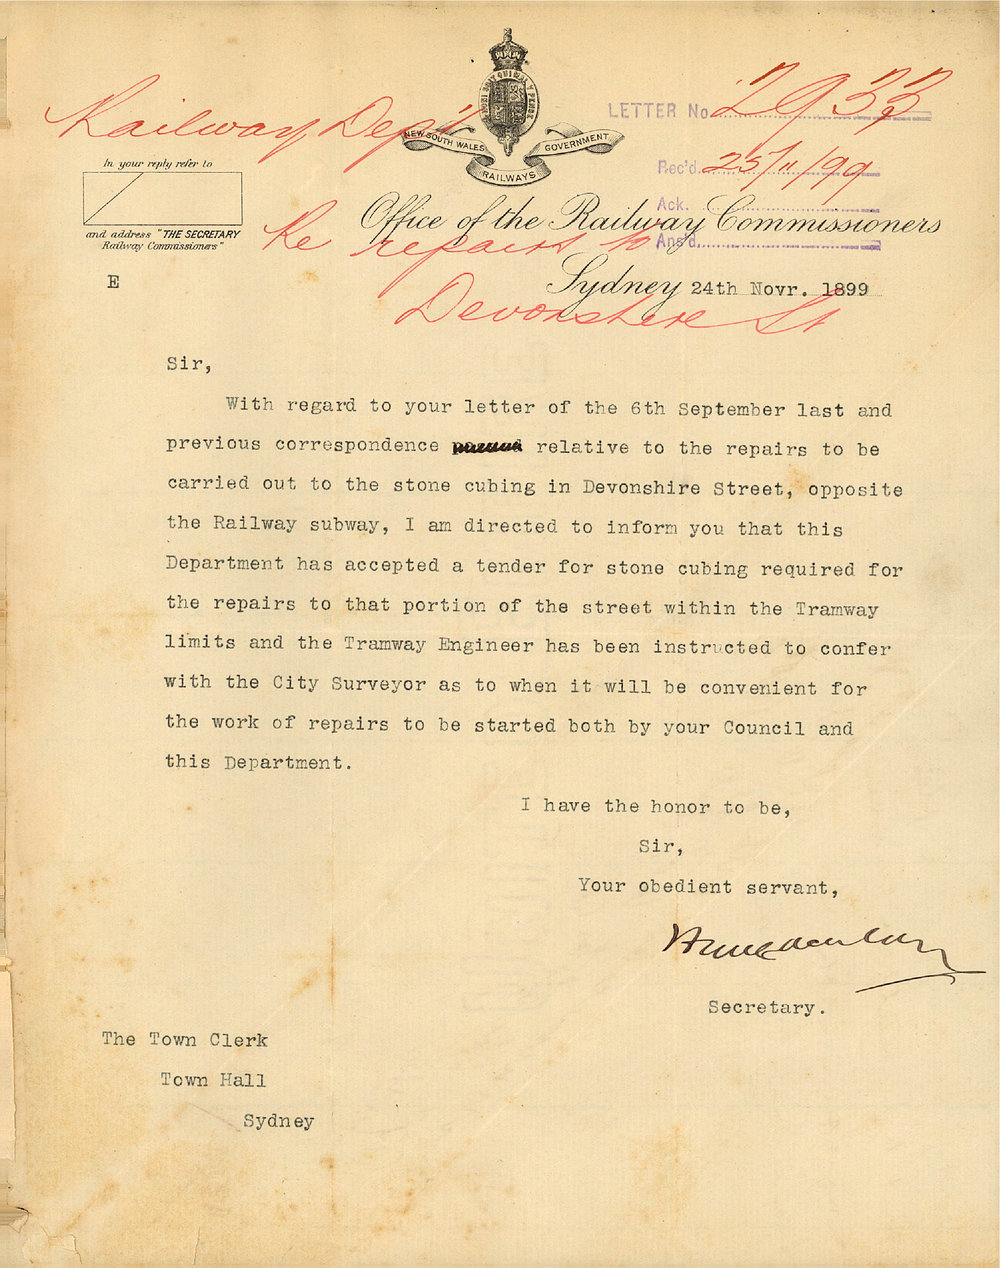 Railway Dep't
LETTER No 2933
NEW SOUTH WALES GOVERNMENT
RAILWAYS
In your reply refer to
and address "THE SECRETARY
Railway Commissioners"
Rec'd. 25/11/99
Ack.
Ans'd.
Office of the Railway Commissioners
Re repairs to
Devonshire St
E
Sydney 24th Novr. 1899
Sir,
With regard to your letter of the 6th September last and
previous correspondence relative to the repairs to be
carried out to the stone cubing in Devonshire Street, opposite
the Railway subway, I am directed to inform you that this
Department has accepted a tender for stone cubing required for
the repairs to that portion of the street within the Tramway
limits and the Tramway Engineer has been instructed to confer
with the City Surveyor as to when it will be convenient for
the work of repairs to be started both by your Council and
this Department.
I have the honor to be,
Sir,
Your obedient servant,
Secretary.
The Town Clerk
Town Hall
Sydney